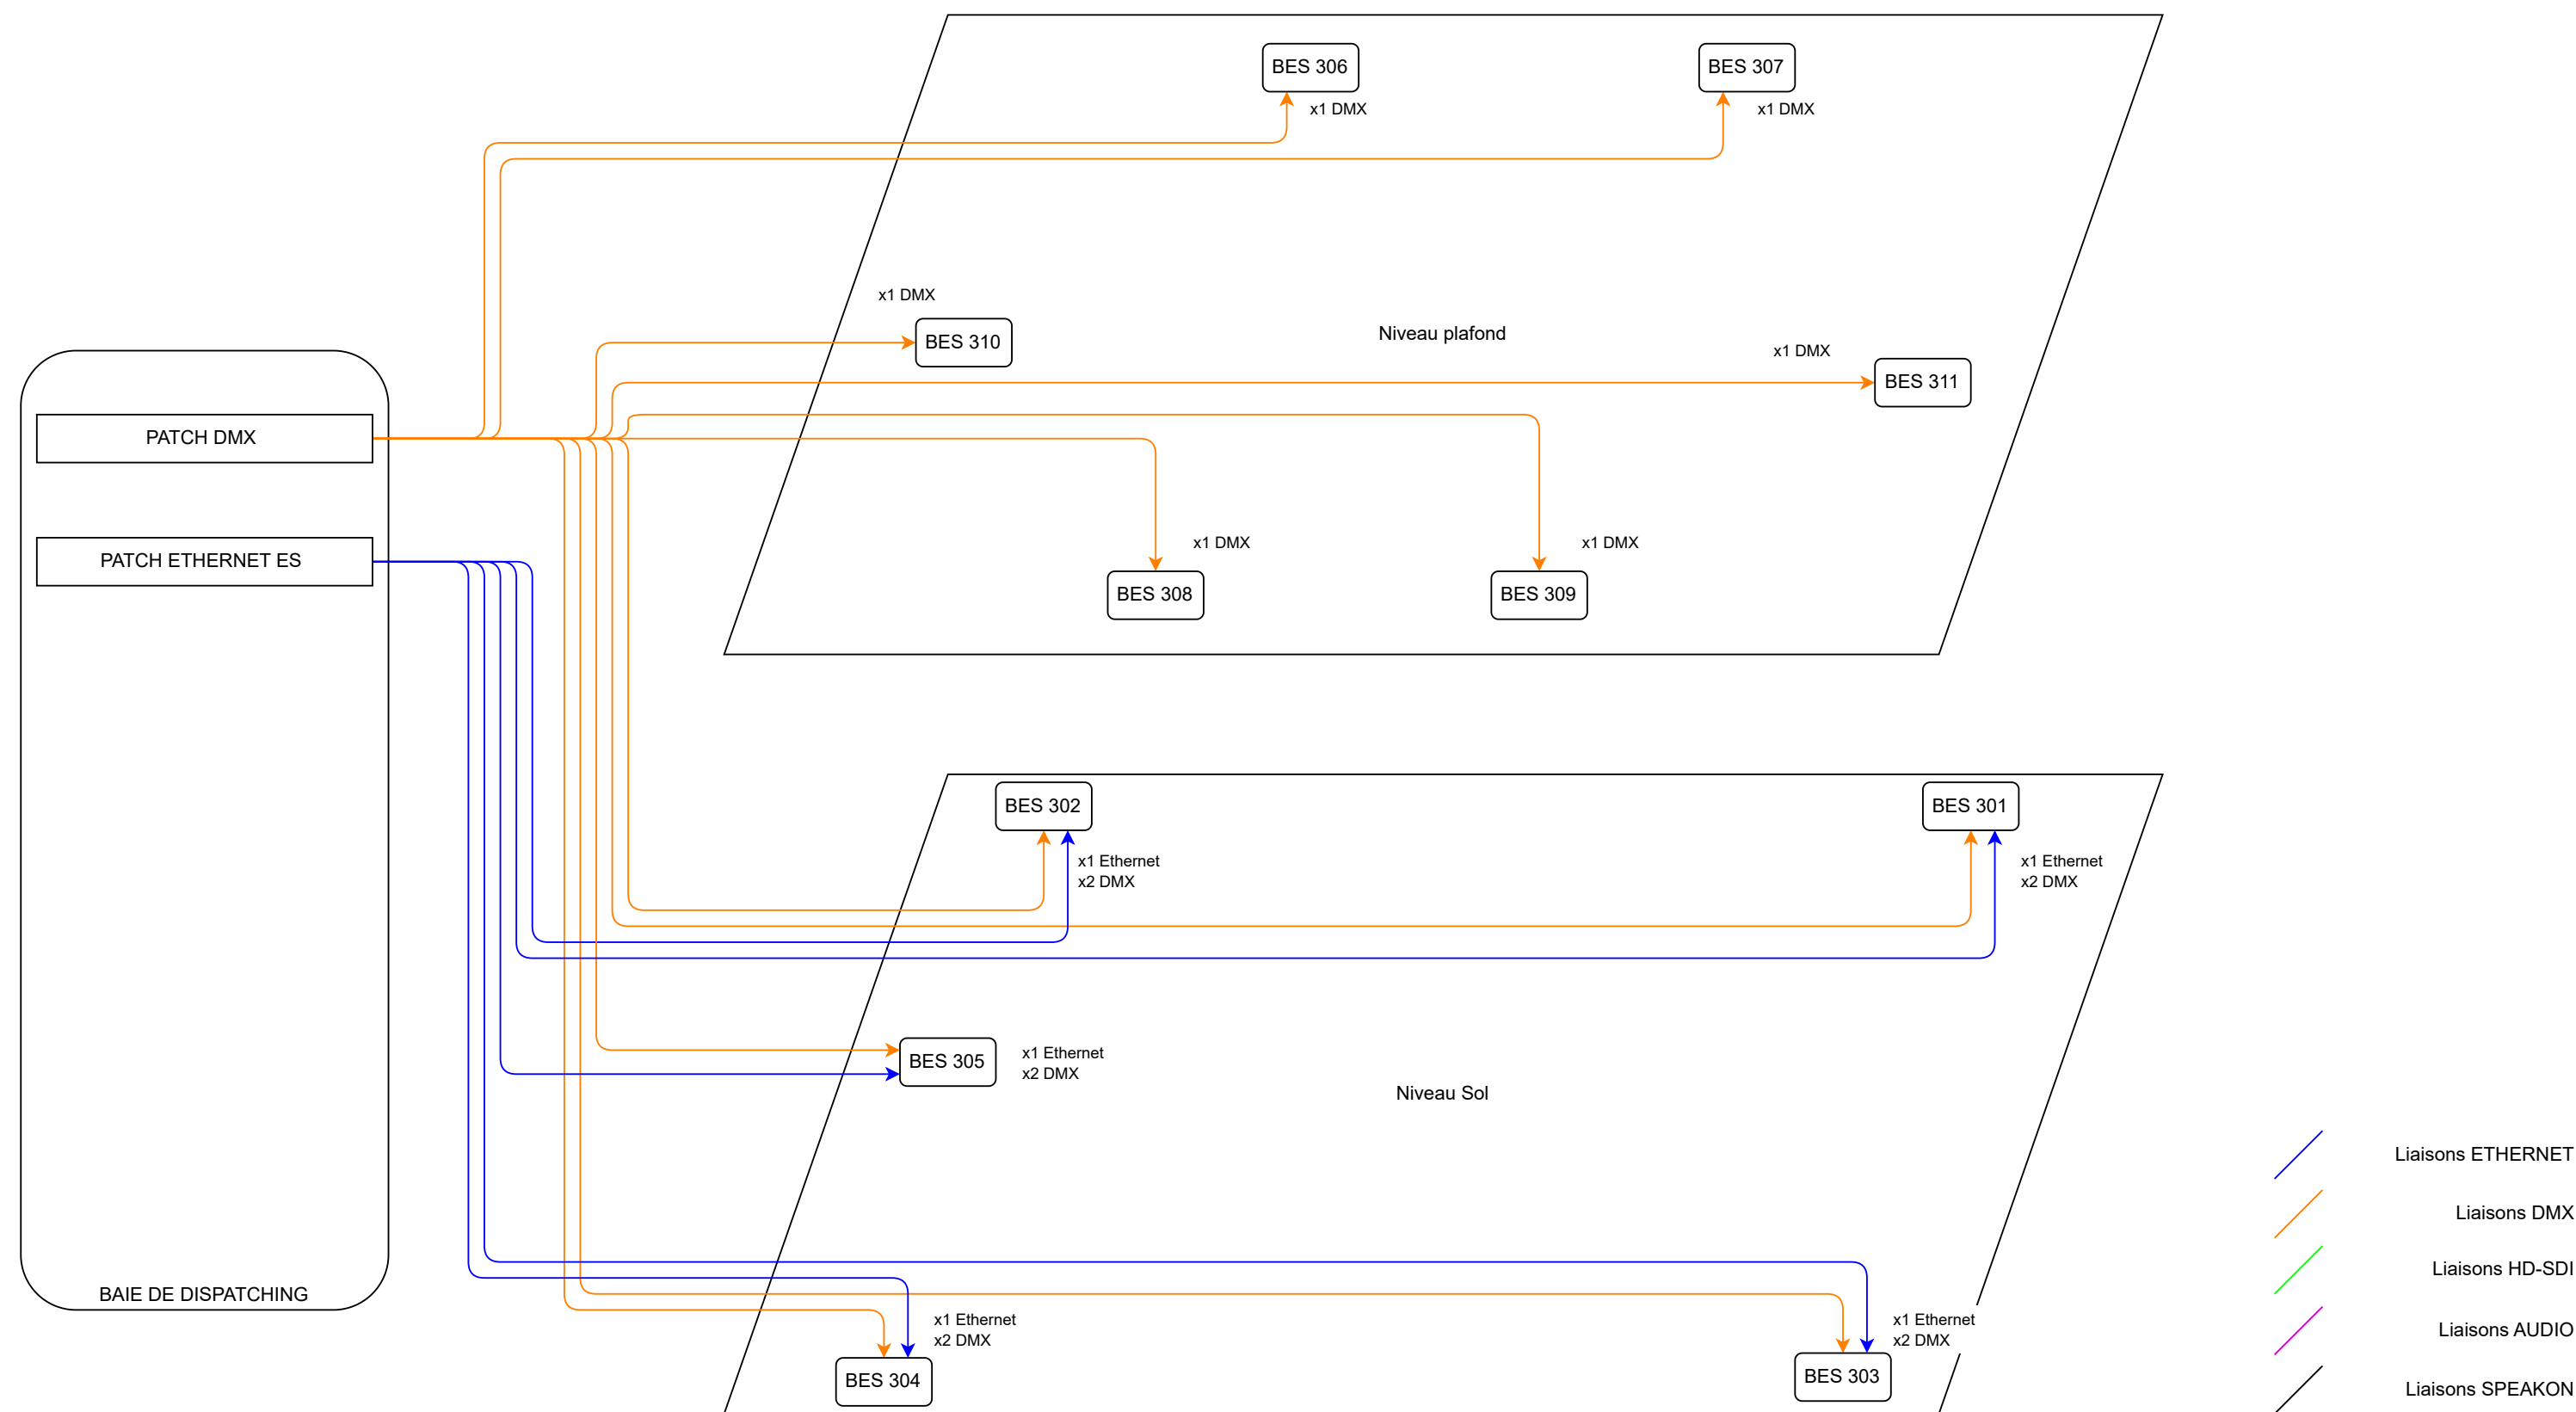 BES 306
BES 307
x1 DMX
x1 DMX
x1 DMX
BES 310
Niveau plafond
x1 DMX
BES 311
PATCH DMX
x1 DMX
x1 DMX
PATCH ETHERNET ES
BES 308
BES 309
BES 302
BES 301
x1 Ethernet
x2 DMX
x1 Ethernet
x2 DMX
BES 305
x1 Ethernet
x2 DMX
Niveau Sol
Liaisons ETHERNET
Liaisons DMX
Liaisons HD-SDI
BAIE DE DISPATCHING
x1 Ethernet
x2 DMX
x1 Ethernet
x2 DMX
Liaisons AUDIO
BES 304
BES 303
Liaisons SPEAKON